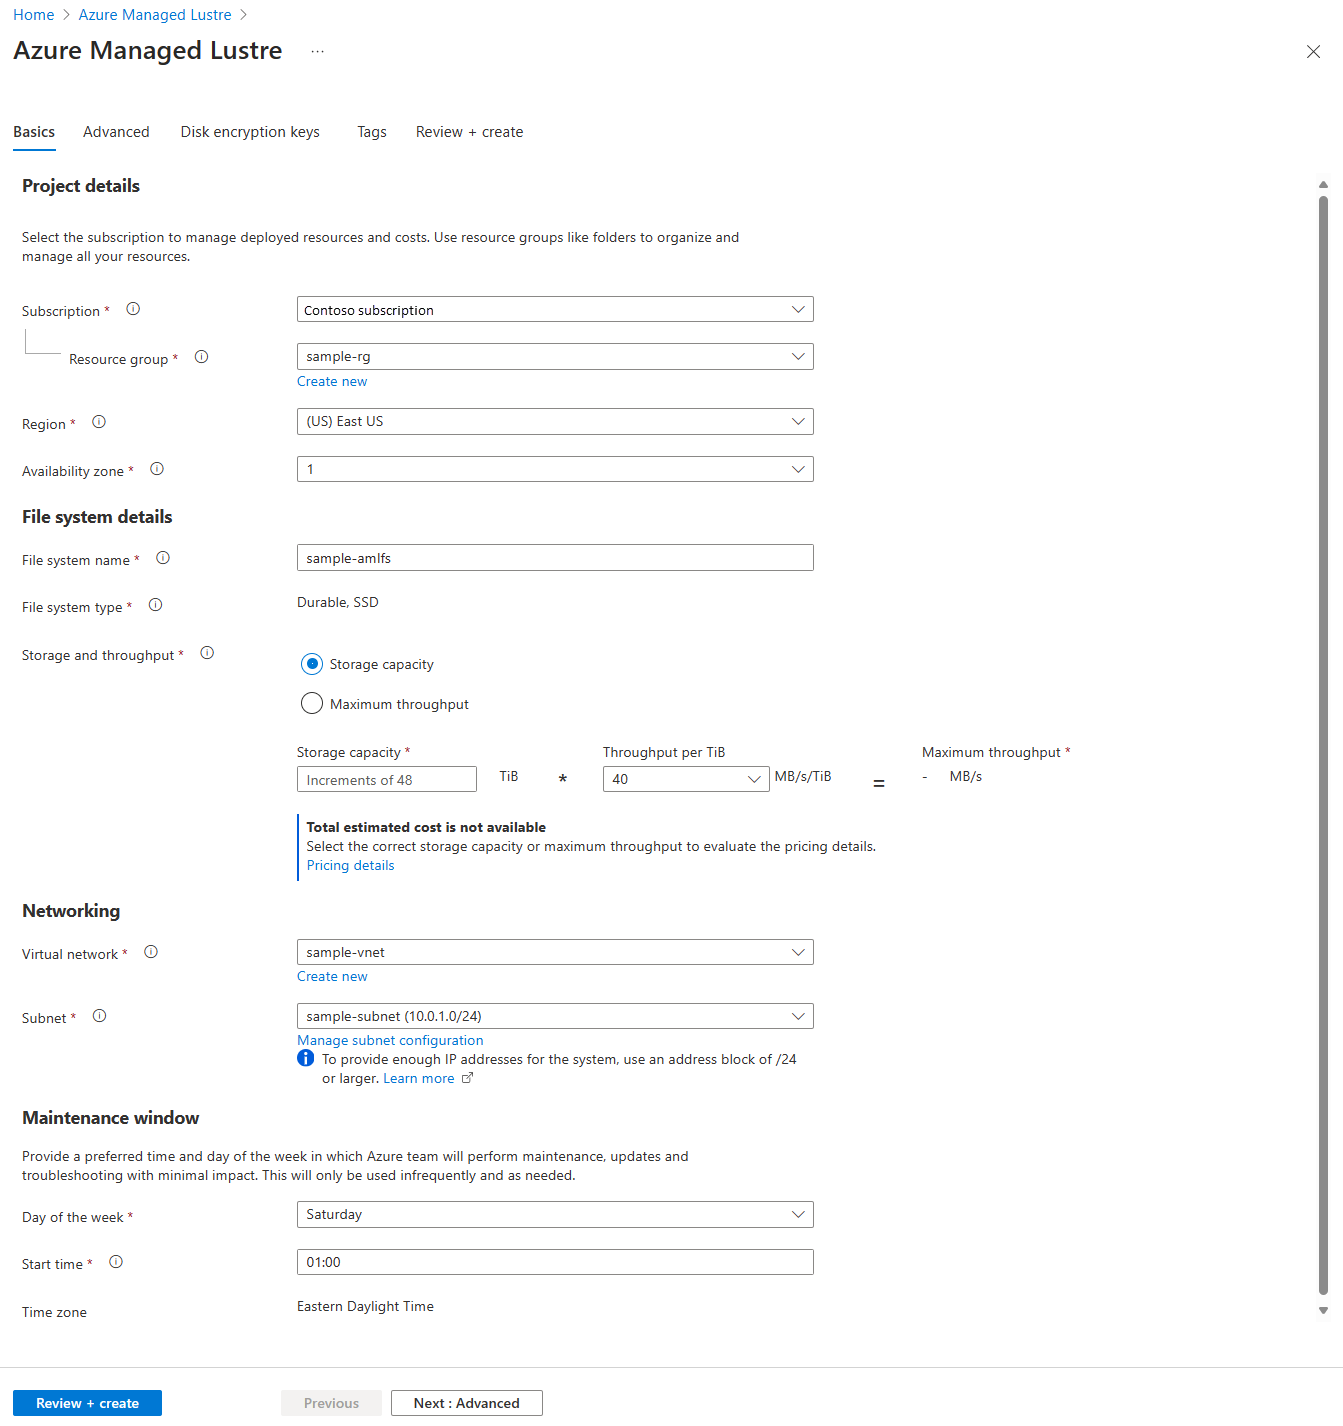 Home > Azure Managed Lustre >
Azure Managed Lustre ...
Basics Advanced Disk encryption keys Tags Review + create
Project details
Select the subscription to manage deployed resources and costs. Use resource groups like folders to organize and
manage all your resources.
Subscription *
Contoso subscription
Resource group *
sample-rg
Create new
Region *
(US) East US
Availability zone *
1
File system details
File system name *
sample-amlfs
File system type *
Durable, SSD
Storage and throughput *
Storage capacity
Maximum throughput
Storage capacity * Throughput per TiB Maximum throughput *
Increments of 48 TiB * 40 MB/s/TiB = - MB/s
Total estimated cost is not available
Select the correct storage capacity or maximum throughput to evaluate the pricing details.
Pricing details
Networking
Virtual network *
sample-vnet
Create new
Subnet *
sample-subnet (10.0.1.0/24)
Manage subnet configuration
To provide enough IP addresses for the system, use an address block of /24
or larger. Learn more
Maintenance window
Provide a preferred time and day of the week in which Azure team will perform maintenance, updates and
troubleshooting with minimal impact. This will only be used infrequently and as needed.
Day of the week *
Saturday
Start time *
01:00
Time zone
Eastern Daylight Time
Review + create Previous Next : Advanced